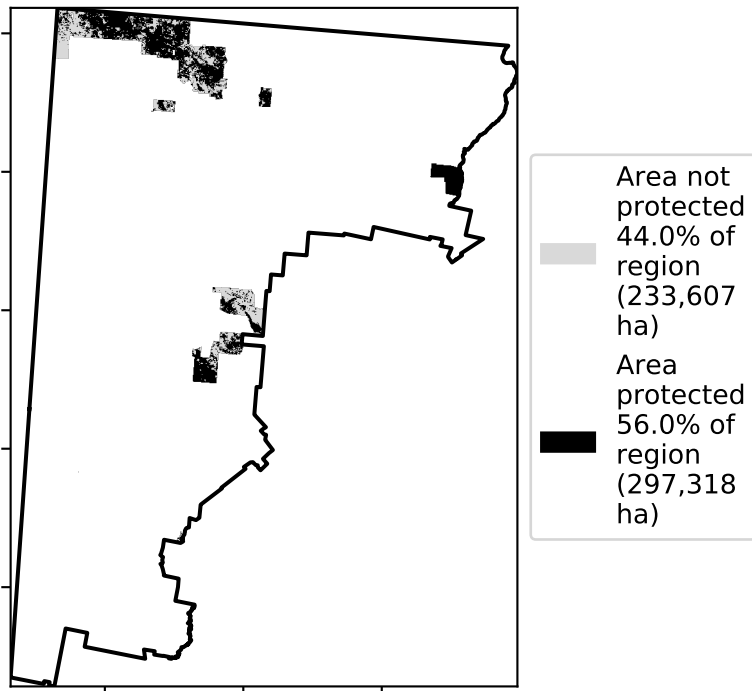 Area not
protected
44.0% of
region
(233,607
ha)
Area
protected
56.0% of
region
(297,318
ha)